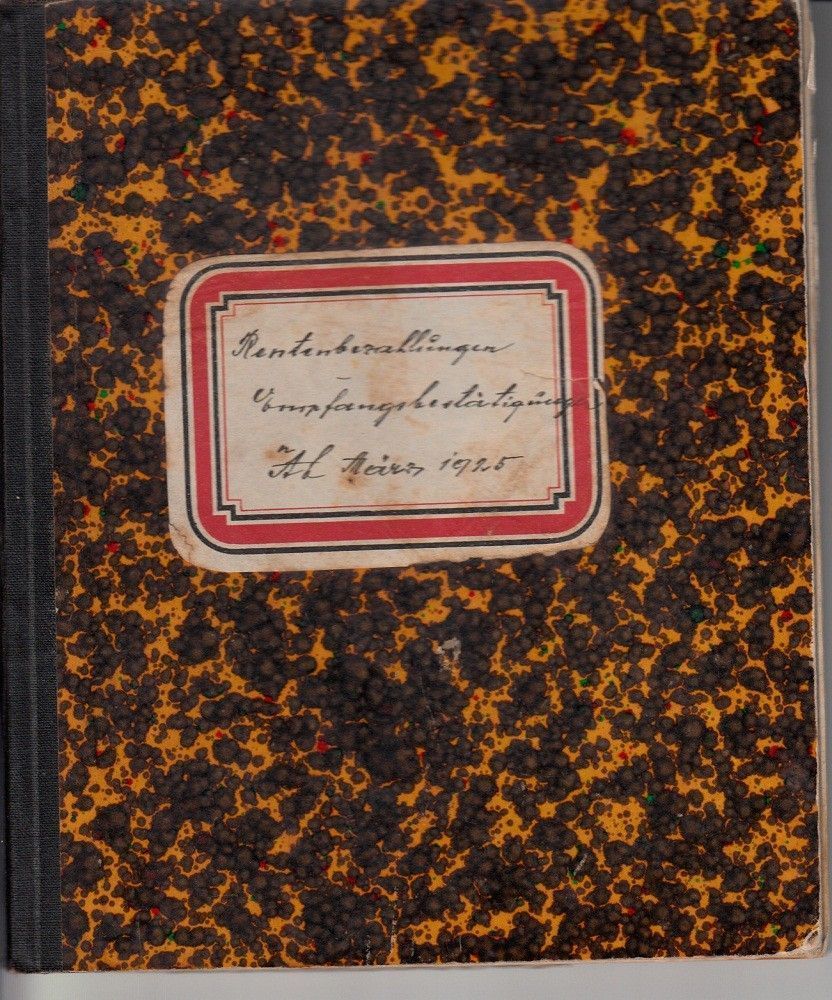 Rentenbezahlungen
Empfangsbestätigungen
Ab März 1925